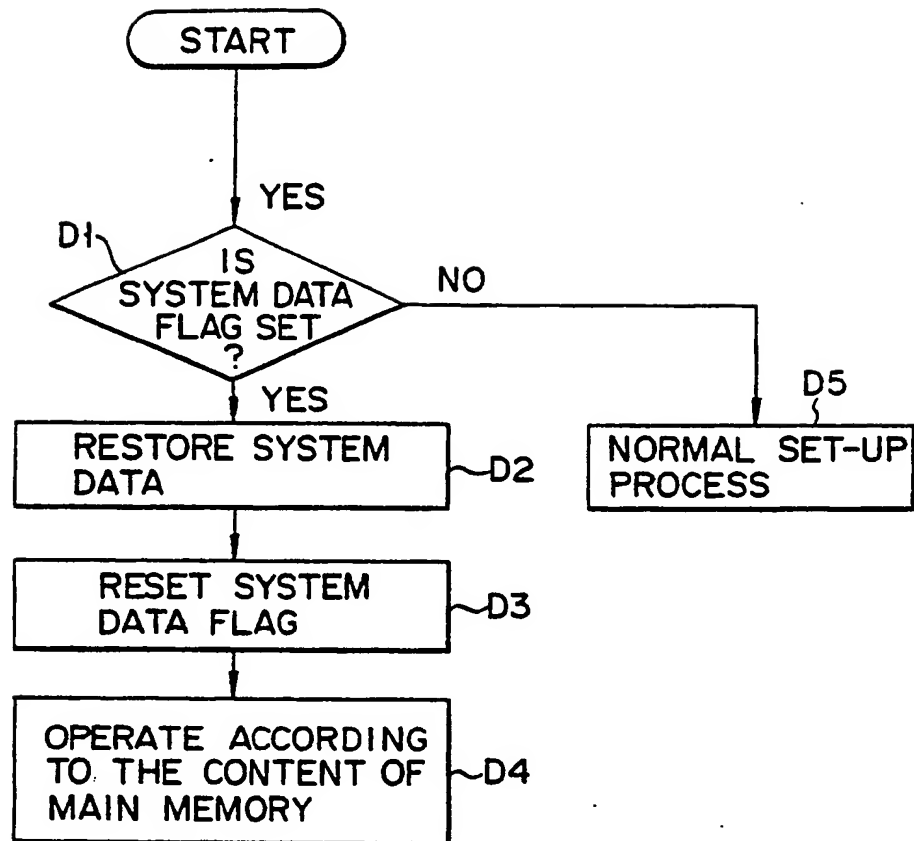 START
YES
D1
IS
SYSTEM DATA
FLAG SET
?
NO
YES
D5
NORMAL SET-UP
PROCESS
RESTORE SYSTEM
DATA
D2
RESET SYSTEM
DATA FLAG
D3
OPERATE ACCORDING
TO THE CONTENT OF
MAIN MEMORY
D4